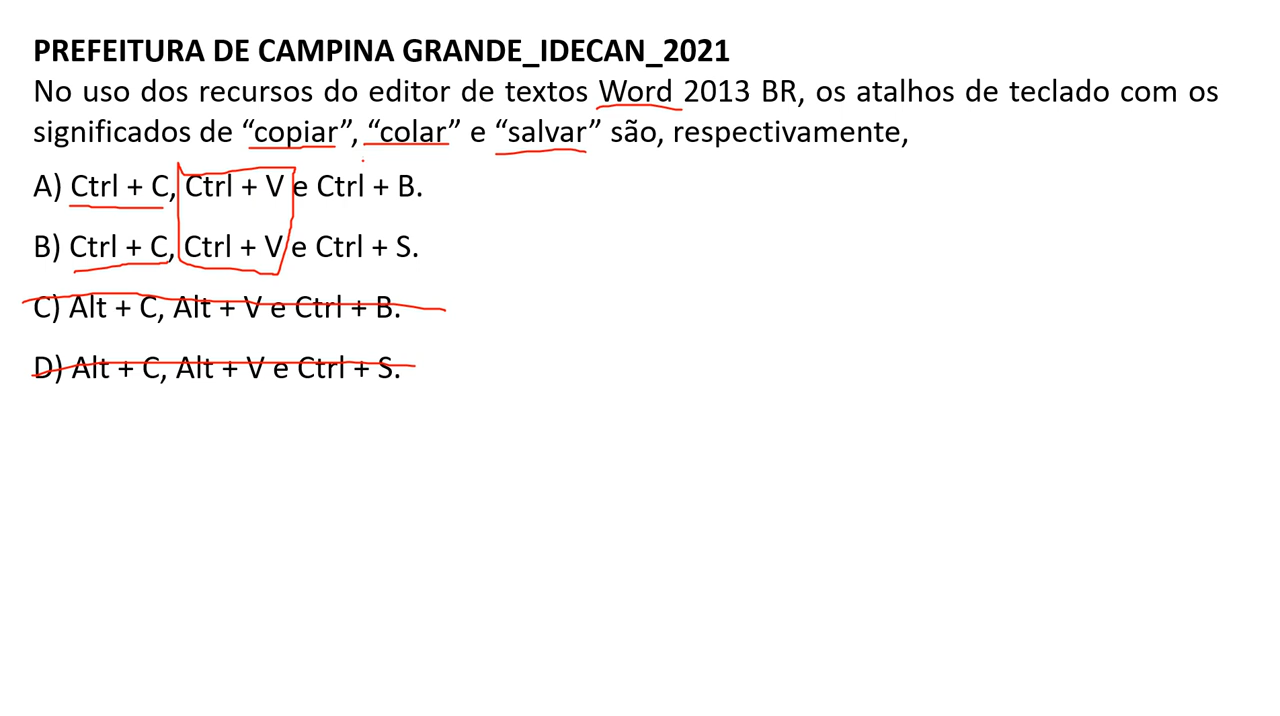 PREFEITURA DE CAMPINA GRANDE_IDECAN_2021
No uso dos recursos do editor de textos Word 2013 BR, os atalhos de teclado com os
significados de “copiar”, “colar” e “salvar” são, respectivamente,
A) Ctrl + C, Ctrl + V e Ctrl + B.
B) Ctrl + C, Ctrl + V e Ctrl + S.
C) Alt + C, Alt + V e Ctrl + B.
D) Alt + C, Alt + V e Ctrl + S.